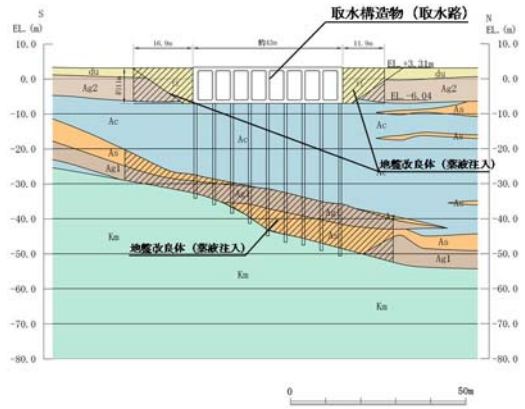 S
N
EL. (m)
EL. (m)
取水構造物（取水路）
16.9m
約43m
11.9m
EL. +3.31m
EL. -6.04
10.0
0.0
-10.0
-20.0
-30.0
-40.0
-50.0
-60.0
-70.0
-80.0
10.0
0.0
-10.0
-20.0
-30.0
-40.0
-50.0
-60.0
-70.0
-80.0
du
du
Ag2
Ag2
Ac
Ac
Ac
As
As
As
Ag1
Ag1
Ac
As
Ag1
Km
Km
Km
地盤改良体（薬液注入）
地盤改良体（薬液注入）
0
50m